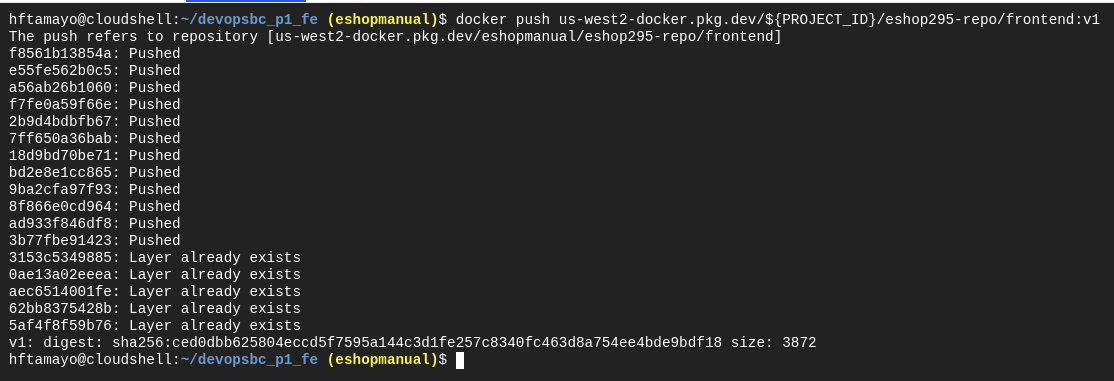 hftamayo@cloudshell:~/devopsbc_p1_fe (eshopmanual)$ docker push us-west2-docker.pkg.dev/${PROJECT_ID}/eshop295-repo/frontend:v1
The push refers to repository [us-west2-docker.pkg.dev/eshopmanual/eshop295-repo/frontend]
f8561b13854a: Pushed
e55fe562b0c5: Pushed
a56ab26b1060: Pushed
f7fe0a59f66e: Pushed
2b9d4bdbfb67: Pushed
7ff650a36bab: Pushed
18d9bd70be71: Pushed
bd2e8e1cc865: Pushed
9ba2cfa97f93: Pushed
8f866e0cd964: Pushed
ad933f846df8: Pushed
3b77fbe91423: Pushed
3153c5349885: Layer already exists
0ae13a02eeea: Layer already exists
aec6514001fe: Layer already exists
62bb8375428b: Layer already exists
5af4f8f59b76: Layer already exists
v1: digest: sha256:ced0dbb625804eccd5f7595a144c3d1fe257c8340fc463d8a754ee4bde9bdf18 size: 3872
hftamayo@cloudshell:~/devopsbc_p1_fe (eshopmanual)$